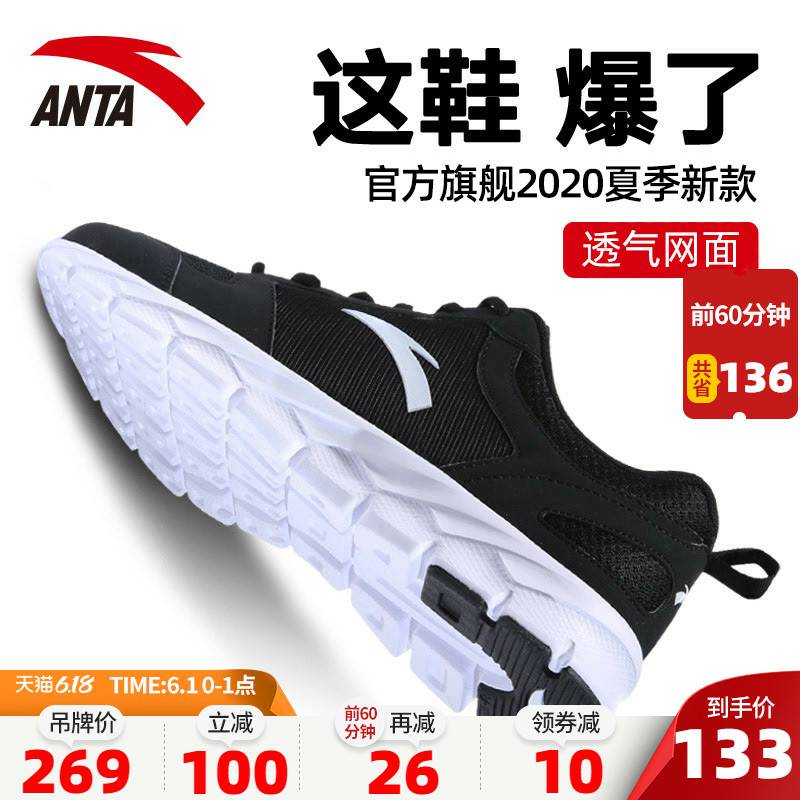 ANTA
这鞋 爆了
官方旗舰2020夏季新款
透气网面
前60分钟
共省 136
天猫6.18 TIME:6.1 0-1点
吊牌价 立减 前60分钟 再减 领券减 到手价
269 100 26 10 133